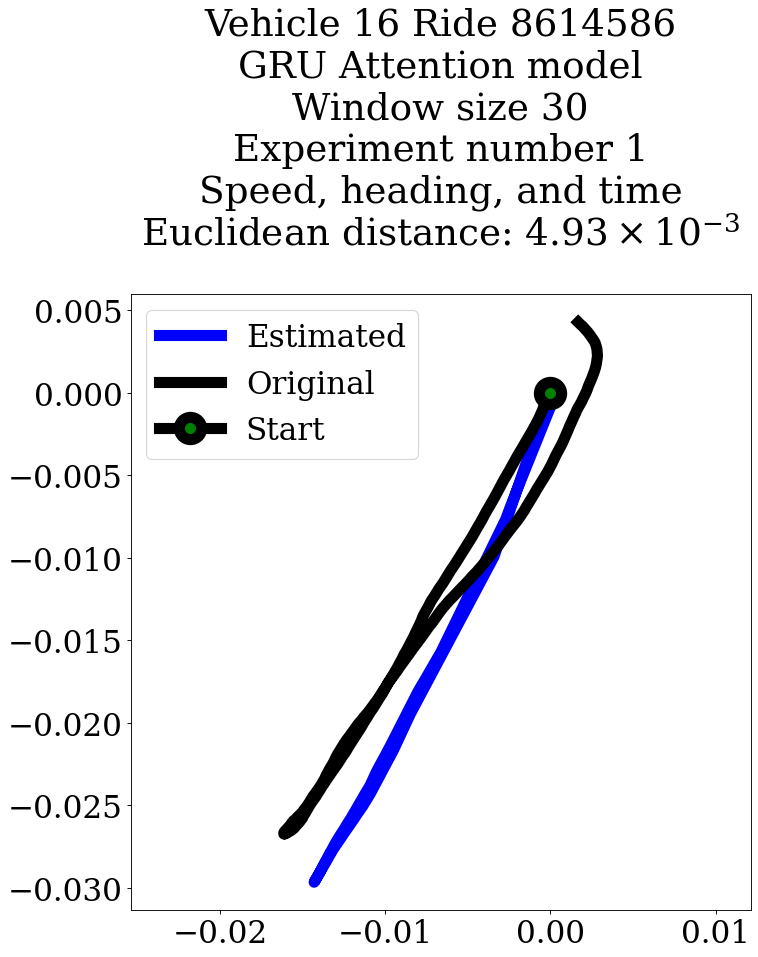 Vehicle 16 Ride 8614586
GRU Attention model
Window size 30
Experiment number 1
Speed, heading, and time
Euclidean distance: 4.93 × 10⁻³
Estimated
Original
Start
0.005
0.000
−0.005
−0.010
−0.015
−0.020
−0.025
−0.030
−0.02
−0.01
0.00
0.01